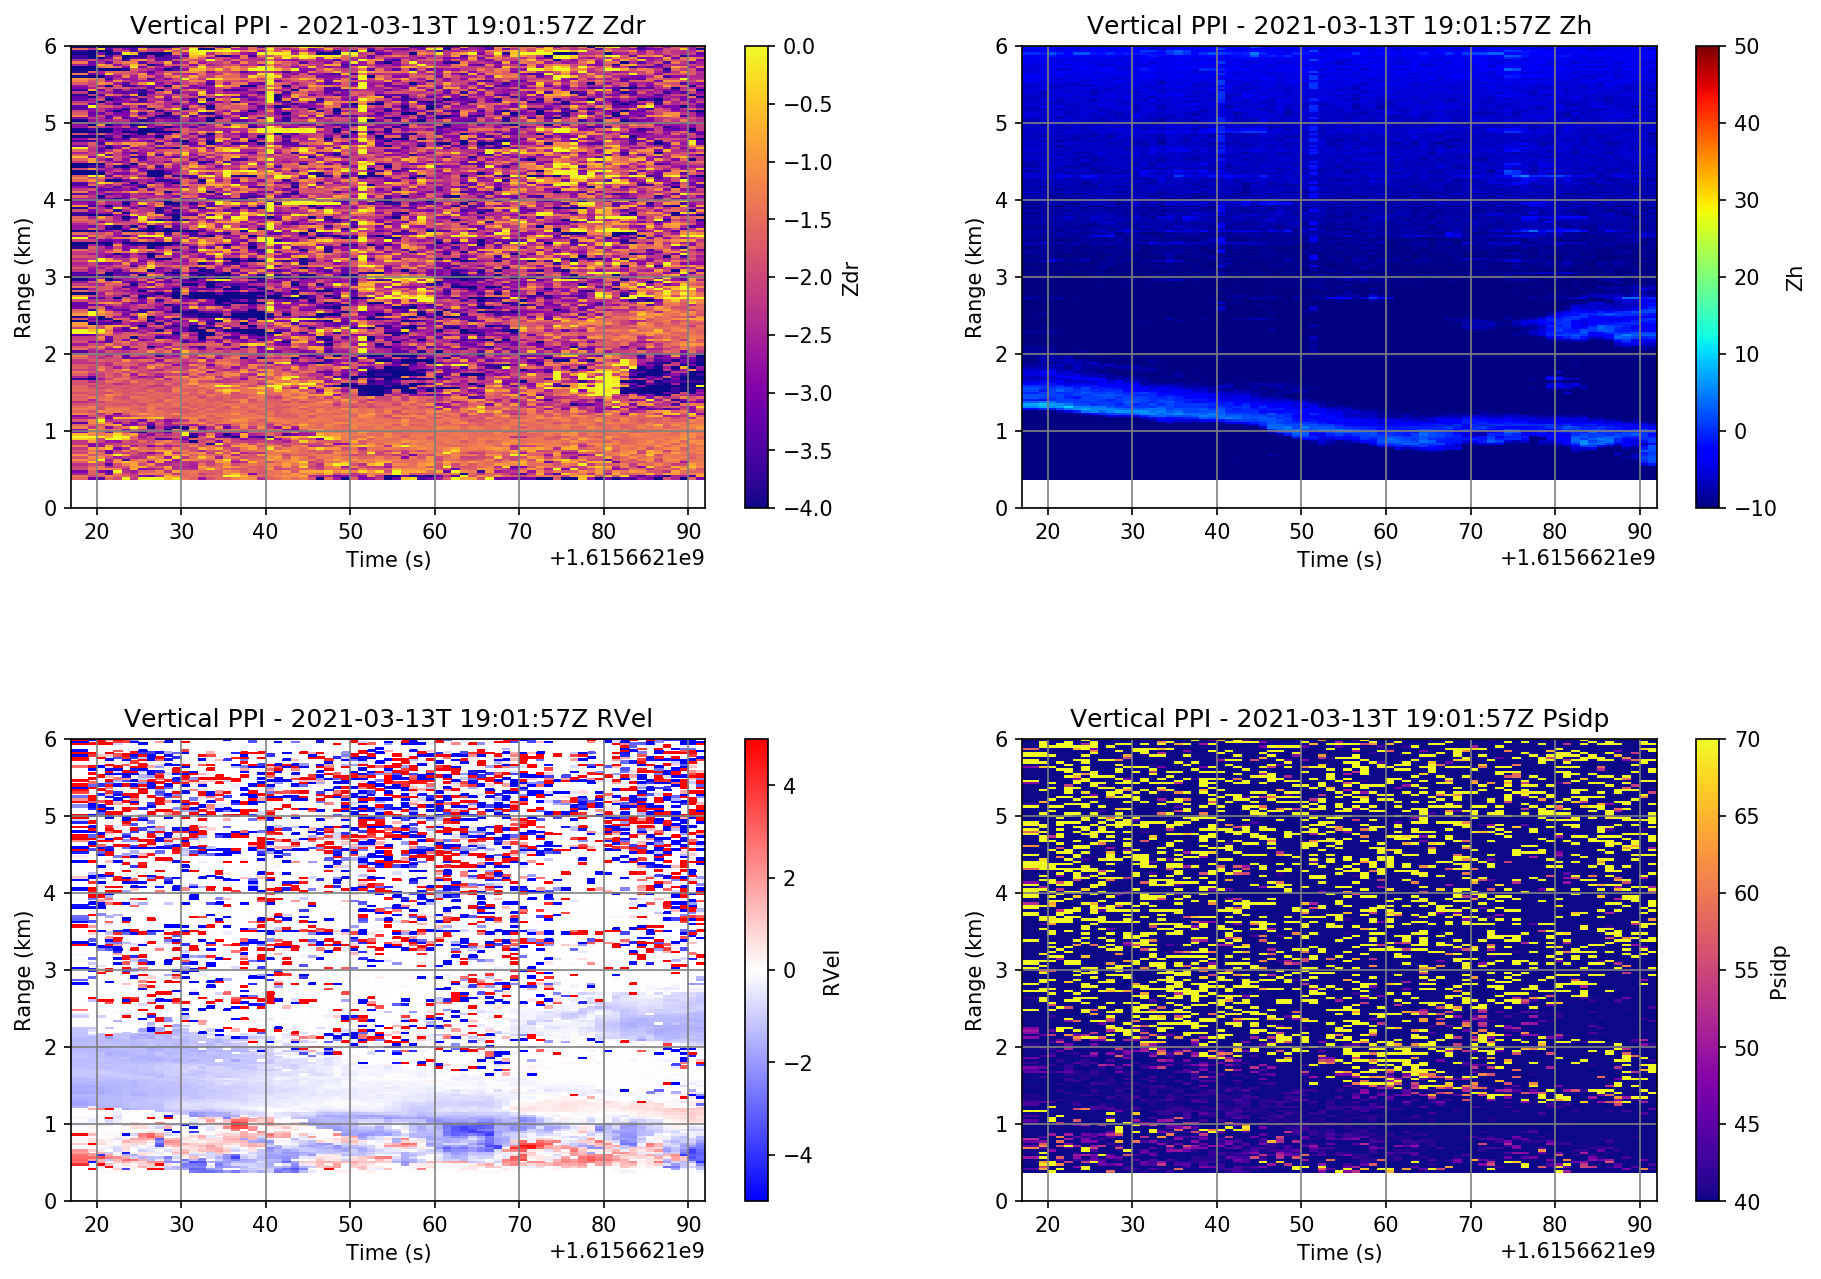 Vertical PPI - 2021-03-13T 19:01:57Z Zdr
6
5
4
3
2
1
0
Range (km)
20 30 40 50 60 70 80 90
Time (s)
+1.6156621e9
0.0
−0.5
−1.0
−1.5
−2.0
−2.5
−3.0
−3.5
−4.0
Zdr
Vertical PPI - 2021-03-13T 19:01:57Z Zh
6
5
4
3
2
1
0
Range (km)
20 30 40 50 60 70 80 90
Time (s)
+1.6156621e9
50
40
30
20
10
0
−10
Zh
Vertical PPI - 2021-03-13T 19:01:57Z RVel
6
5
4
3
2
1
0
Range (km)
20 30 40 50 60 70 80 90
Time (s)
+1.6156621e9
4
2
0
−2
−4
RVel
Vertical PPI - 2021-03-13T 19:01:57Z Psidp
6
5
4
3
2
1
0
Range (km)
20 30 40 50 60 70 80 90
Time (s)
+1.6156621e9
70
65
60
55
50
45
40
Psidp